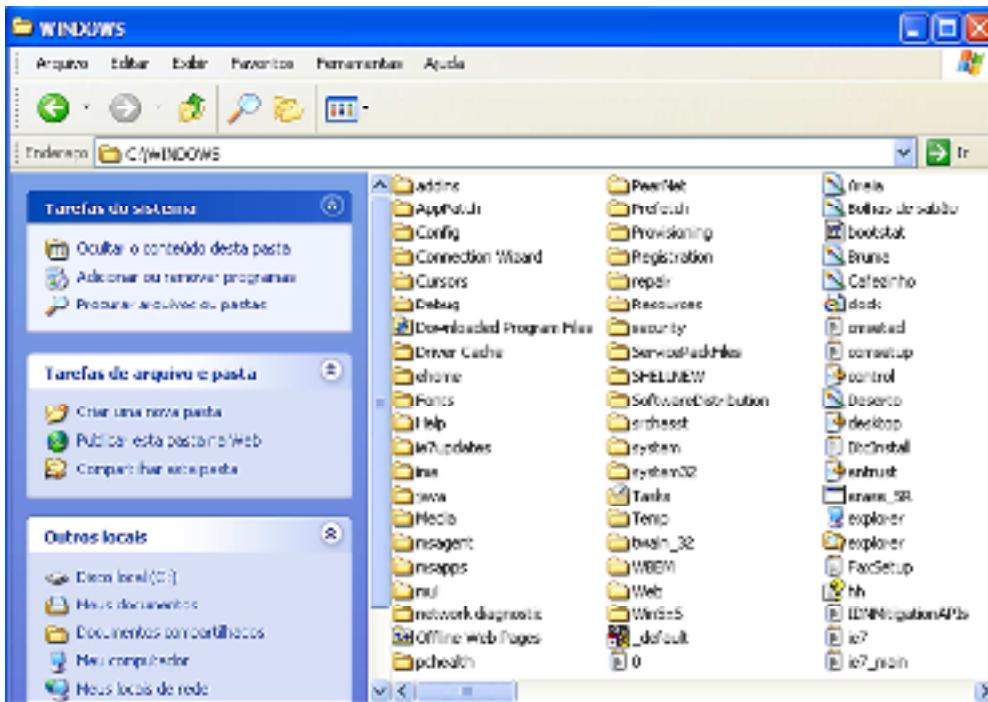 WINDOWS
Arquivo Editar Exibir Favoritos Ferramentas Ajuda
Endereço C:\WINDOWS Ir
Tarefas do sistema
Ocultar o conteúdo desta pasta
Adicionar ou remover programas
Procurar arquivos ou pastas
Tarefas de arquivo e pasta
Criar uma nova pasta
Publicar esta pasta na Web
Compartilhar esta pasta
Outros locais
Disco local (C:)
Meus documentos
Documentos compartilhados
Meu computador
Meus locais de rede
addins
AppPatch
Config
Connection Wizard
Cursors
Debug
Downloaded Program Files
Driver Cache
ehome
Fonts
Help
ie7updates
ime
java
Media
msagent
msapps
mui
network diagnostic
Offline Web Pages
pchealth
PeerNet
Prefetch
Provisioning
Registration
repair
Resources
security
ServicePackFiles
SHELLNEW
SoftwareDistribution
srchasst
system
system32
Tasks
Temp
twain_32
WBEM
Web
WinSxS
_default
0
Areia
Bolhas de sabão
bootstat
Bruma
Cafezinho
clock
cmsetacl
comsetup
control
Deserto
desktop
DtcInstall
entrust
erase_SR
explorer
explorer
FaxSetup
hh
IDNMitigationAPIs
ie7
ie7_main